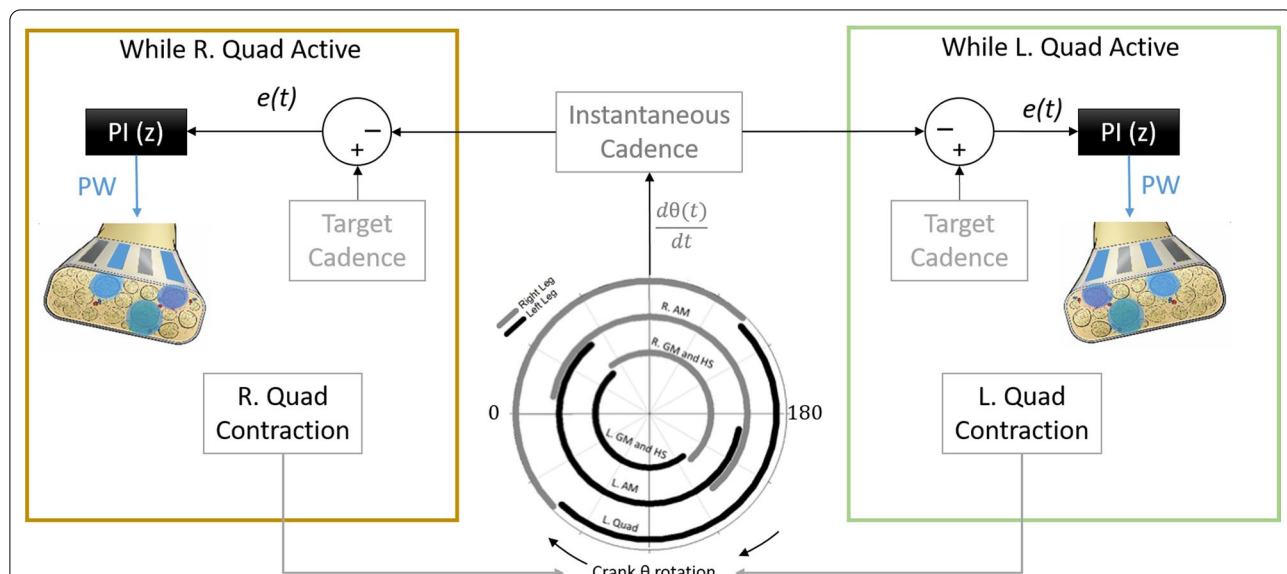 While R. Quad Active
e(t)
PI (z)
−
+
PW
Target
Cadence
R. Quad
Contraction
Instantaneous
Cadence
dθ(t)
dt
Right Leg
Left Leg
R. AM
R. GM and HS
0
180
L. GM and HS
L. AM
L. Quad
Crank θ rotation
While L. Quad Active
e(t)
PI (z)
−
+
PW
Target
Cadence
L. Quad
Contraction